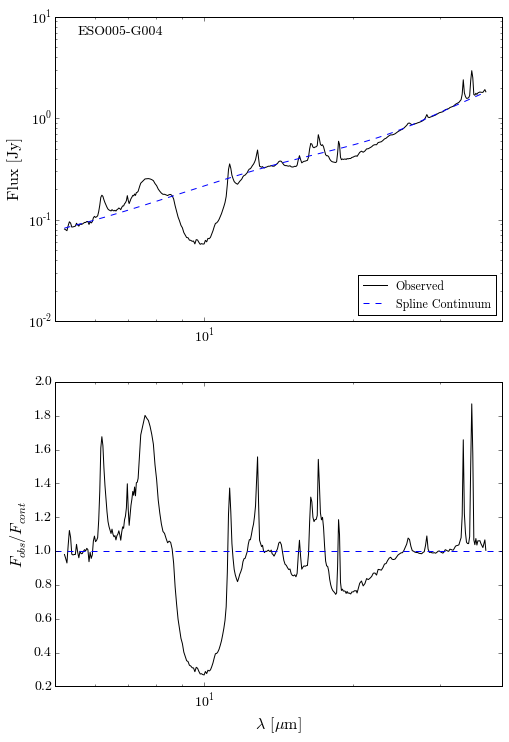 ESO005-G004
Flux [Jy]
10^1
10^0
10^-1
10^-2
Observed
Spline Continuum
10^1
F_obs/F_cont
2.0
1.8
1.6
1.4
1.2
1.0
0.8
0.6
0.4
0.2
10^1
λ [μm]